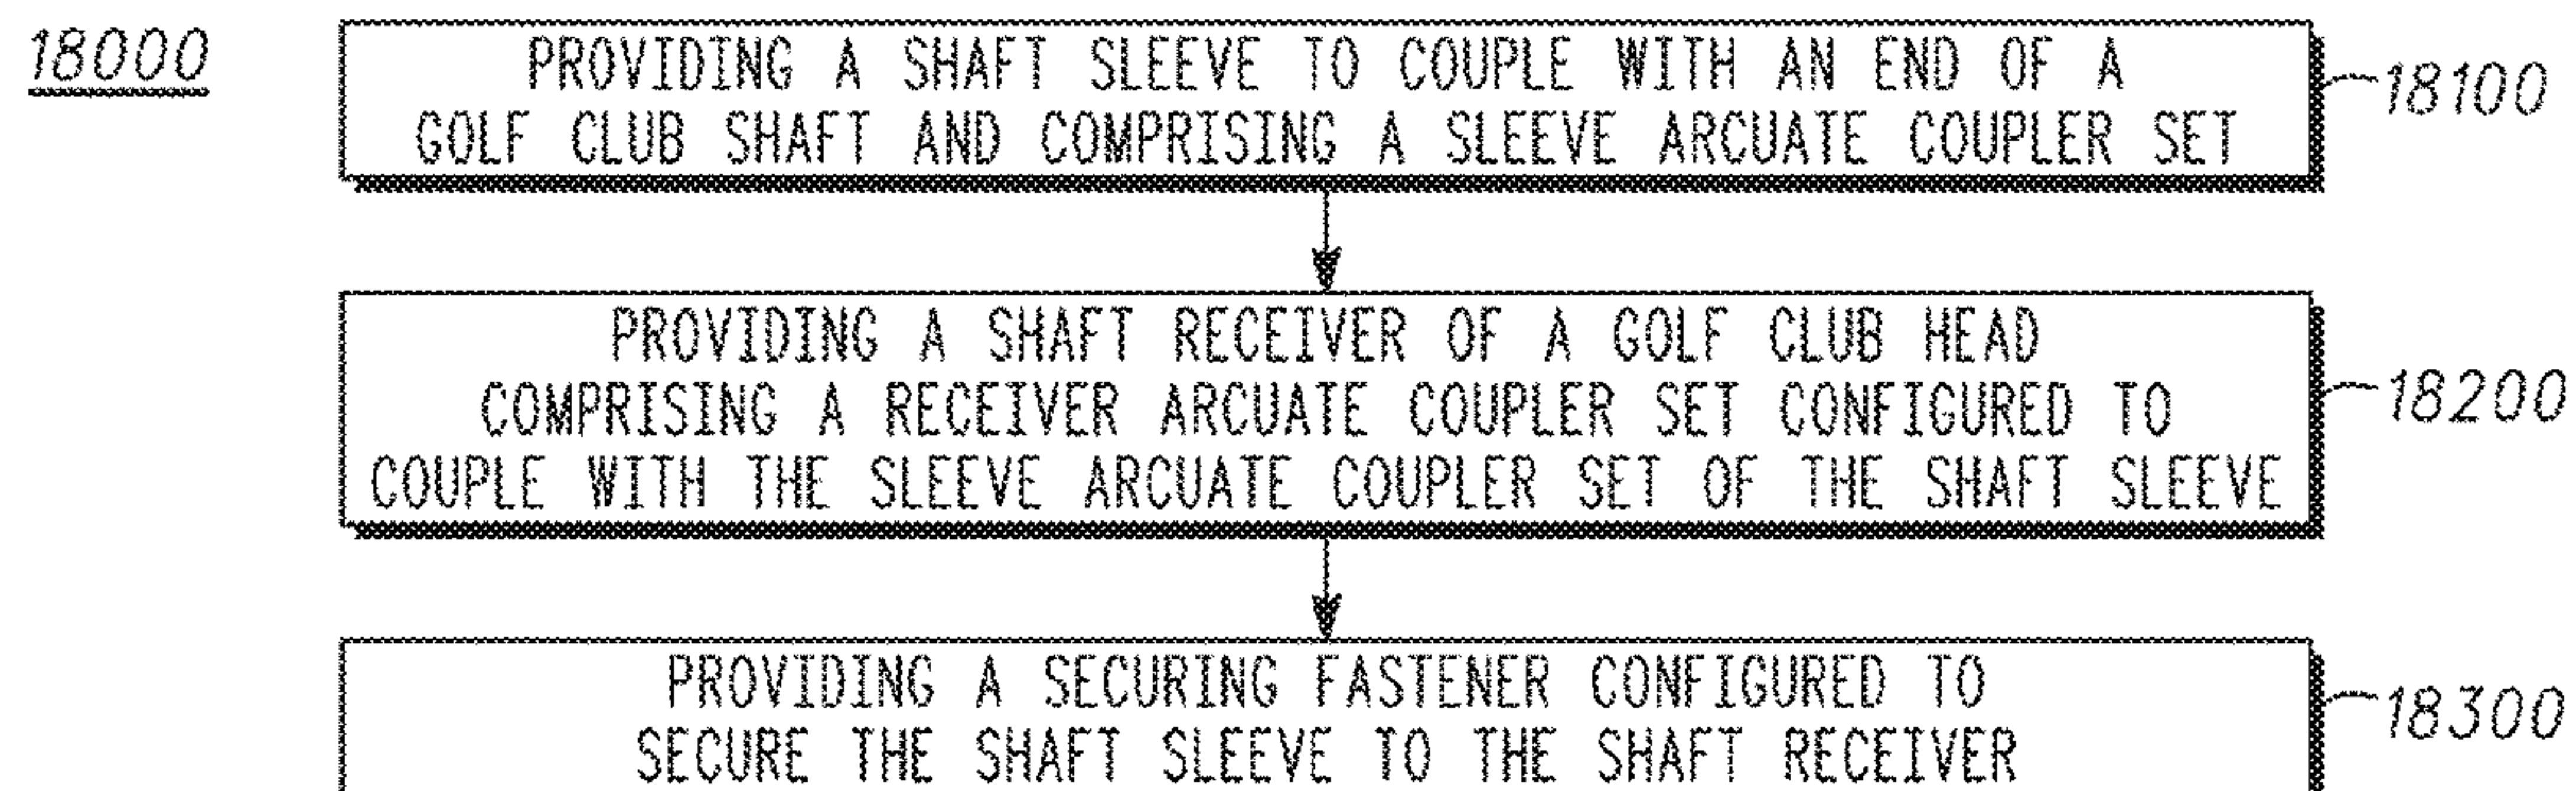 18000
PROVIDING A SHAFT SLEEVE TO COUPLE WITH AN END OF A
GOLF CLUB SHAFT AND COMPRISING A SLEEVE ARCUATE COUPLER SET
18100
PROVIDING A SHAFT RECEIVER OF A GOLF CLUB HEAD
COMPRISING A RECEIVER ARCUATE COUPLER SET CONFIGURED TO
COUPLE WITH THE SLEEVE ARCUATE COUPLER SET OF THE SHAFT SLEEVE
18200
PROVIDING A SECURING FASTENER CONFIGURED TO
SECURE THE SHAFT SLEEVE TO THE SHAFT RECEIVER
18300